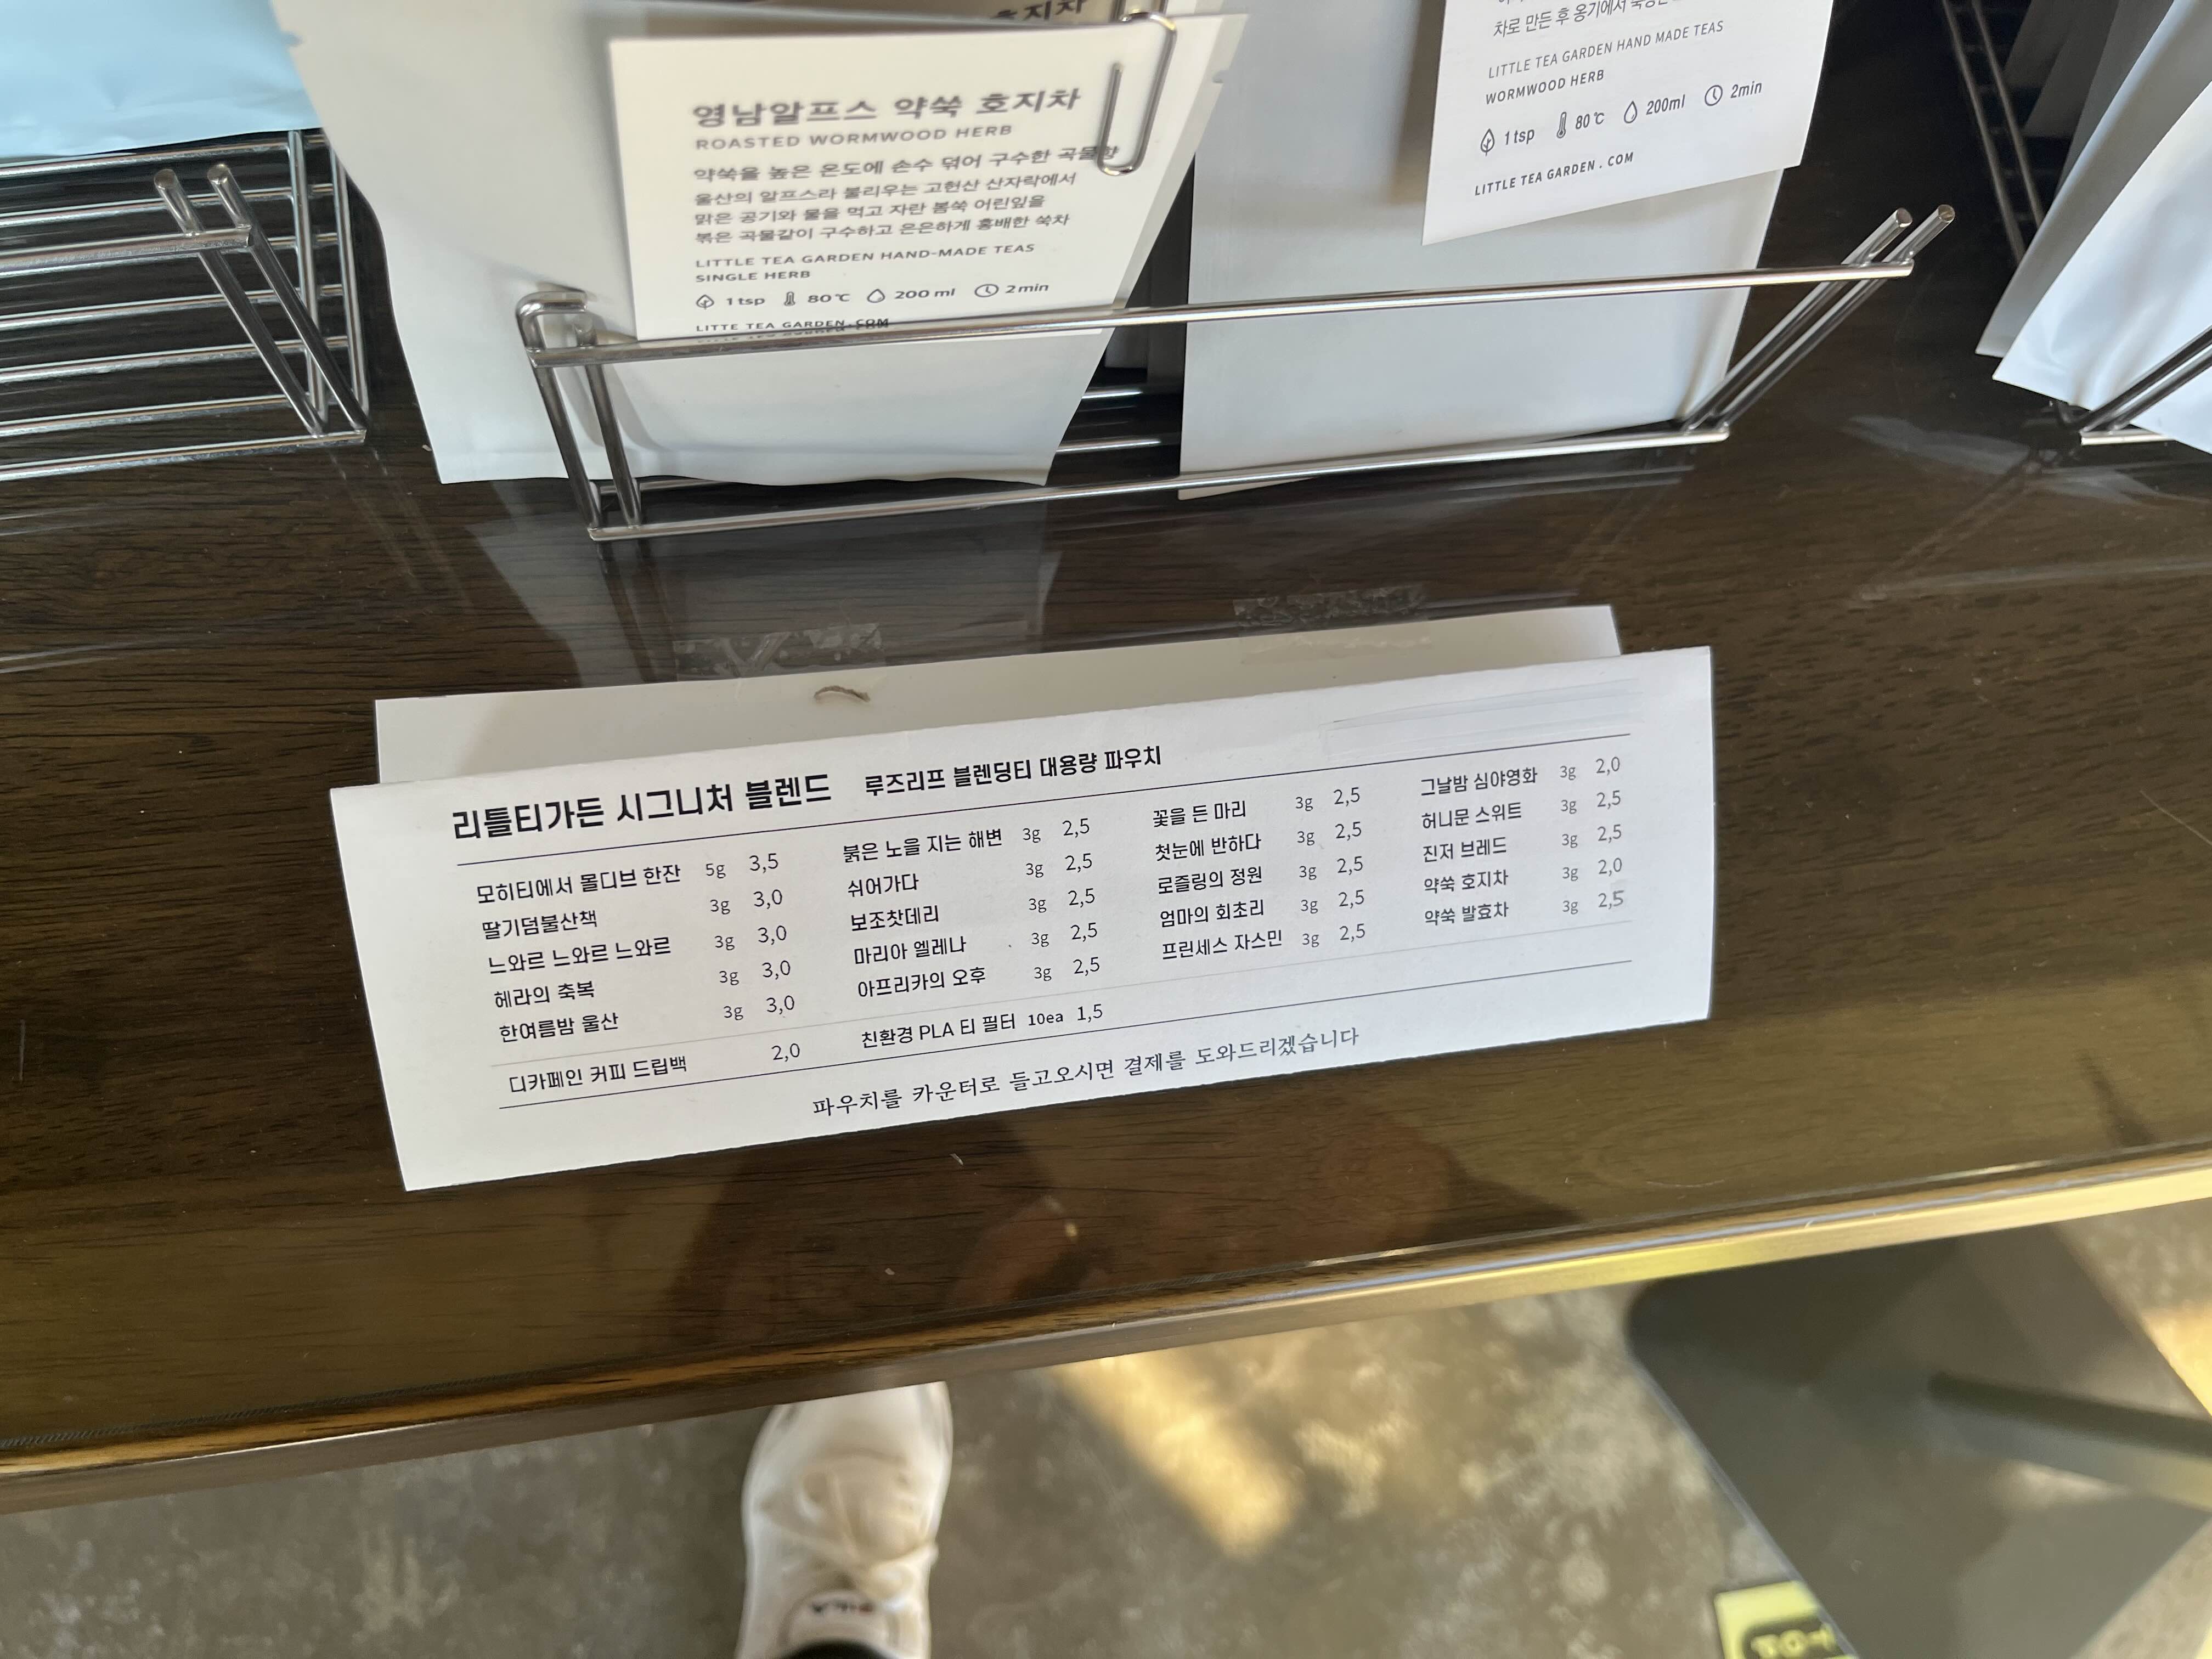 호지차
영남알프스 약쑥 호지차
ROASTED WORMWOOD HERB
약쑥을 높은 온도에 손수 덖어 구수한 곡물향
울산의 알프스라 불리우는 고헌산 산자락에서
맑은 공기와 물을 먹고 자란 봄쑥 어린잎을
볶은 곡물같이 구수하고 은은하게 홍배한 쑥차
LITTLE TEA GARDEN HAND-MADE TEAS
SINGLE HERB
1 tsp 80℃ 200 ml 2 min
LITTE TEA GARDEN.COM
차로 만든 후 옹기에서
LITTLE TEA GARDEN HAND MADE TEAS
WORMWOOD HERB
1 tsp 80℃ 200ml 2min
LITTLE TEA GARDEN . COM
리틀티가든 시그니처 블렌드 루즈리프 블렌딩티 대용량 파우치
모히티에서 몰디브 한잔 5g 3,5
딸기덤불산책 3g 3,0
느와르 느와르 느와르 3g 3,0
헤라의 축복 3g 3,0
한여름밤 울산 3g 3,0
붉은 노을 지는 해변 3g 2,5
쉬어가다 3g 2,5
보조찻데리 3g 2,5
마리아 엘레나 3g 2,5
아프리카의 오후 3g 2,5
꽃을 든 마리 3g 2,5
첫눈에 반하다 3g 2,5
로즐링의 정원 3g 2,5
엄마의 회초리 3g 2,5
프린세스 자스민 3g 2,5
그날밤 심야영화 3g 2,0
허니문 스위트 3g 2,5
진저 브레드 3g 2,5
약쑥 호지차 3g 2,0
약쑥 발효차 3g 2,5
디카페인 커피 드립백 2,0
친환경 PLA 티 필터 10ea 1,5
파우치를 카운터로 들고오시면 결제를 도와드리겠습니다